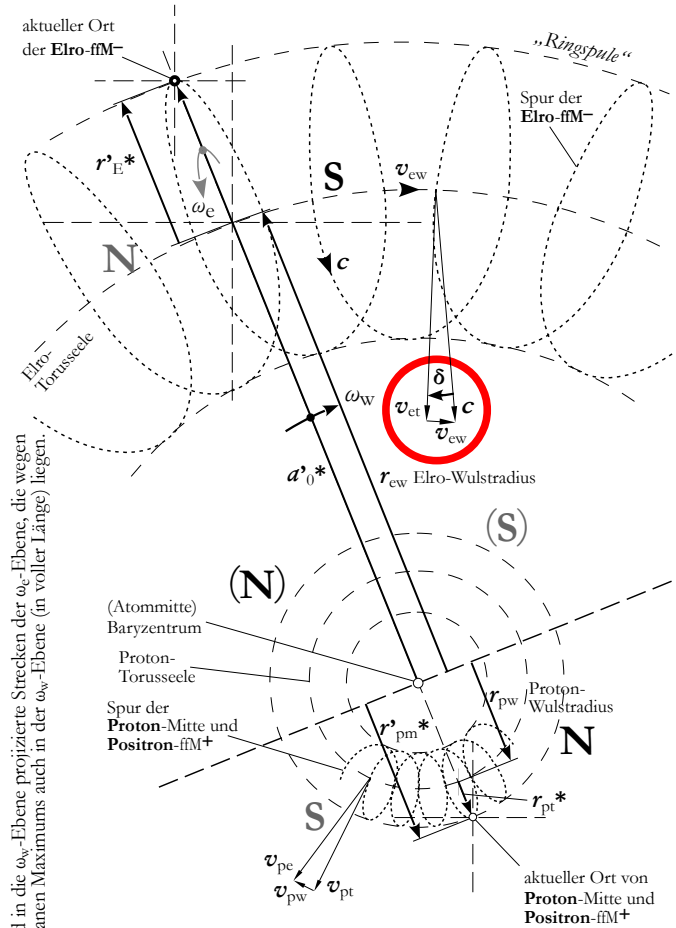 aktueller Ort
der Elro-ffM−
„Ringspule“
Spur der
Elro-ffM−
r'E*
S
vew
ωe
N
c
Elro-
Torusseele
δ
vet
c
vew
ωw
a'0*
rew Elro-Wulstradius
(S)
(N)
(Atommitte)
Baryzentrum
Proton-
Torusseele
rpw Proton-
Wulstradius
Spur der
Proton-Mitte und
Positron-ffM+
r'pm*
N
rpt*
S
vpe
vpw
vpt
aktueller Ort von
Proton-Mitte und
Positron-ffM+
d in die ωw-Ebene projizierte Strecken der ωe-Ebene, die wegen
anen Maximums auch in der ωw-Ebene (in voller Länge) liegen.